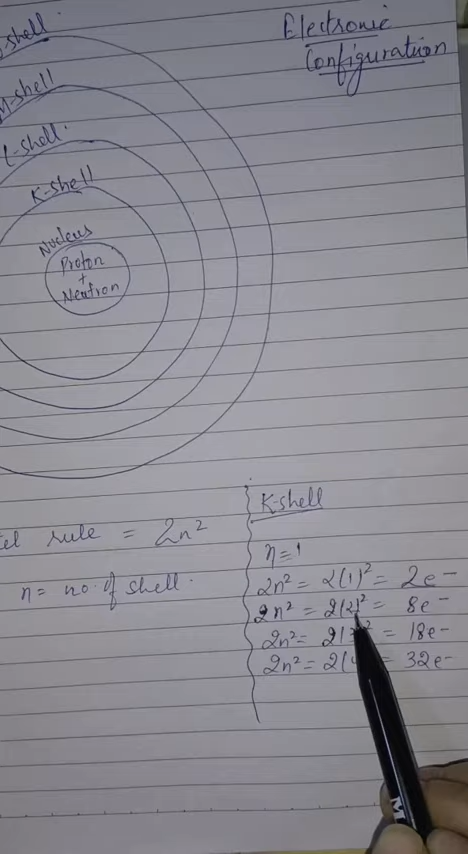 Electronic
Configuration
shell
M-shell
L-shell.
K-shell
Nucleus
Proton
+
Neutron
rule = 2n²
n = no. of shell.
K-shell
n=1
2n² = 2(1)² = 2e-
2n² = 2(2)² = 8e-
2n² = 2( ² = 18e-
2n² = 2( = 32e-
M